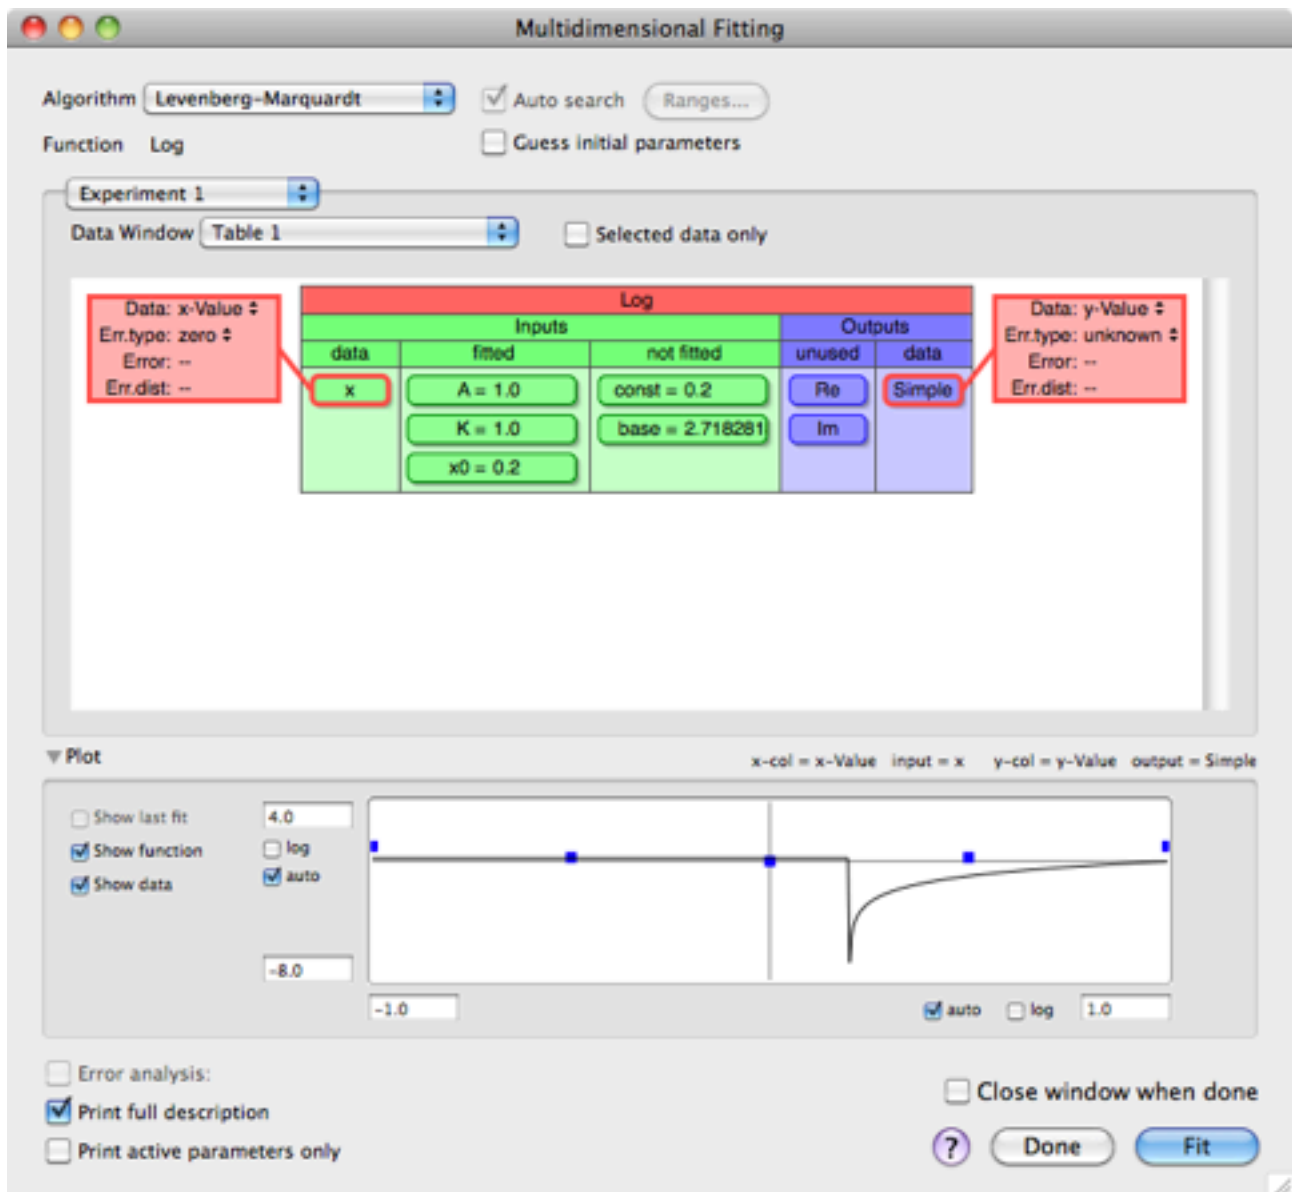 Multidimensional Fitting
Algorithm Levenberg-Marquardt Auto search Ranges...
Function Log Guess initial parameters
Experiment 1
Data Window Table 1 Selected data only
Data: x-Value
Err.type: zero
Error: --
Err.dist: --
Log
Inputs Outputs
data fitted not fitted unused data
x A = 1.0 const = 0.2 Re Simple
K = 1.0 base = 2.718281 Im
x0 = 0.2
Data: y-Value
Err.type: unknown
Error: --
Err.dist: --
Plot x-col = x-Value input = x y-col = y-Value output = Simple
Show last fit 4.0
Show function log
Show data auto
-8.0
-1.0 auto log 1.0
Error analysis:
Print full description Close window when done
Print active parameters only ? Done Fit